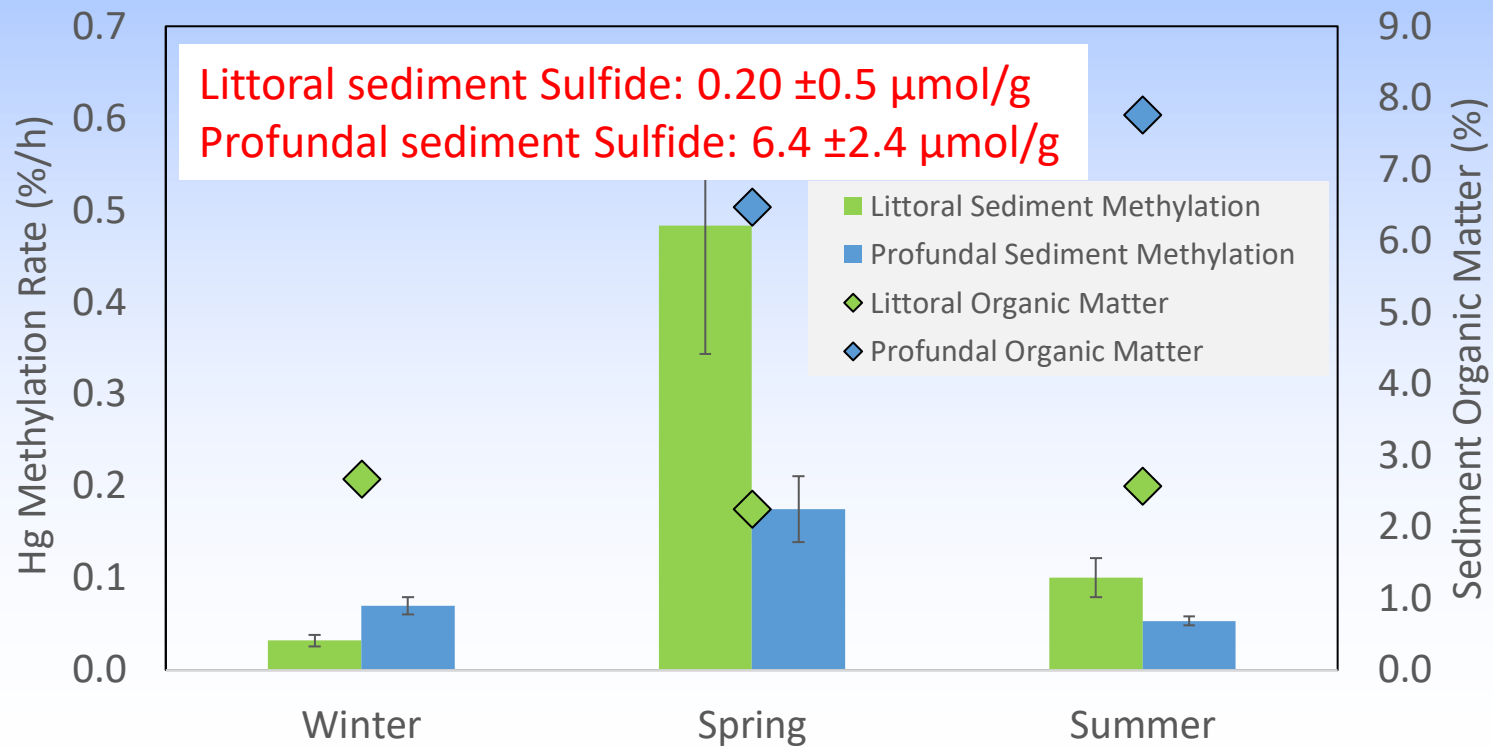 Littoral sediment Sulfide: 0.20 ±0.5 µmol/g
Profundal sediment Sulfide: 6.4 ±2.4 µmol/g
Hg Methylation Rate (%/h)
0.7
0.6
0.5
0.4
0.3
0.2
0.1
0.0
Littoral Sediment Methylation
Profundal Sediment Methylation
Littoral Organic Matter
Profundal Organic Matter
9.0
8.0
7.0
6.0
5.0
4.0
3.0
2.0
1.0
0.0
Sediment Organic Matter (%)
Winter
Spring
Summer